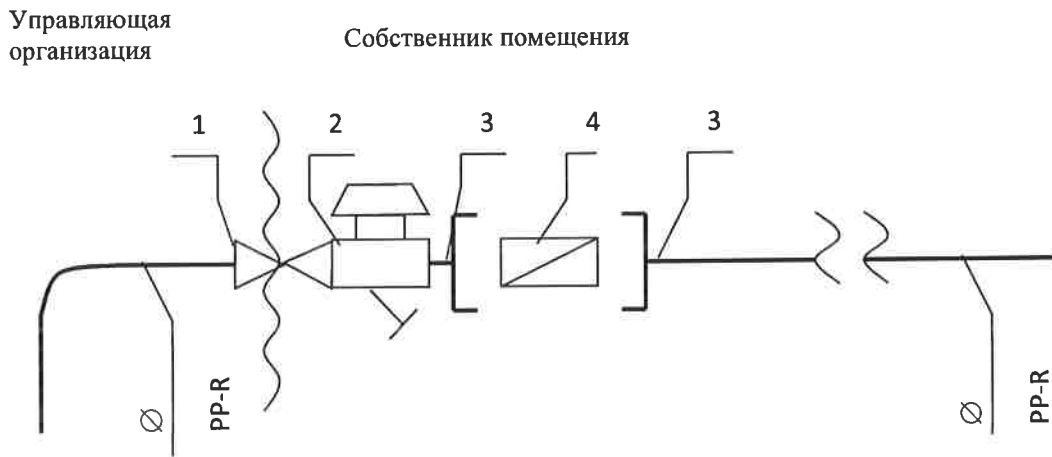 Управляющая
организация
Собственник помещения
1
2
3
4
3
Ø
PP-R
Ø
PP-R